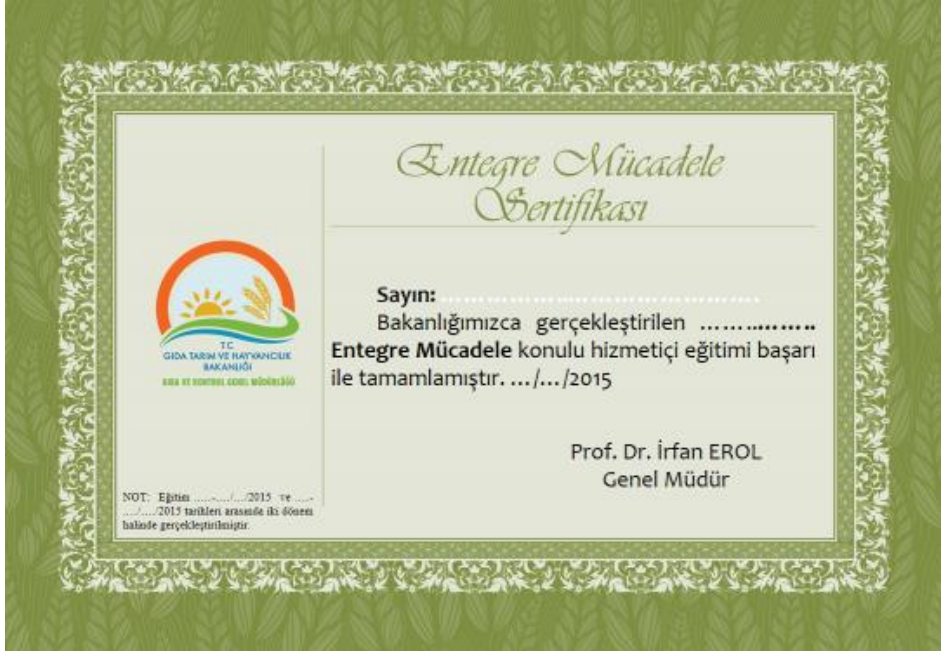 Entegre Mücadele
Sertifikası
Sayın: ……………………………………….
Bakanlığımızca gerçekleştirilen ……..………..
Entegre Mücadele konulu hizmetiçi eğitimi başarı
ile tamamlamıştır. …/…/2015
Prof. Dr. İrfan EROL
Genel Müdür
T.C
GIDA TARIM VE HAYVANCILIK
BAKANLIĞI
GIDA VE KONTROL GENEL MÜDÜRLÜĞÜ
NOT: Eğitim …..-…../…/2015 ve ….-
…./…./2015 tarihleri arasında iki dönem
halinde gerçekleştirilmiştir.